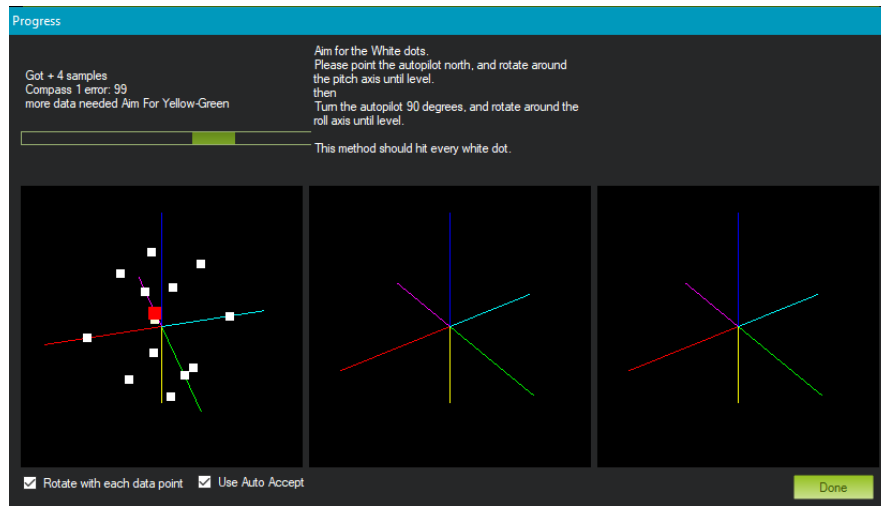 Progress
Got + 4 samples
Compass 1 error: 99
more data needed Aim For Yellow-Green
Aim for the White dots.
Please point the autopilot north, and rotate around
the pitch axis until level.
then
Turn the autopilot 90 degrees, and rotate around the
roll axis until level.
This method should hit every white dot.
Rotate with each data point
Use Auto Accept
Done